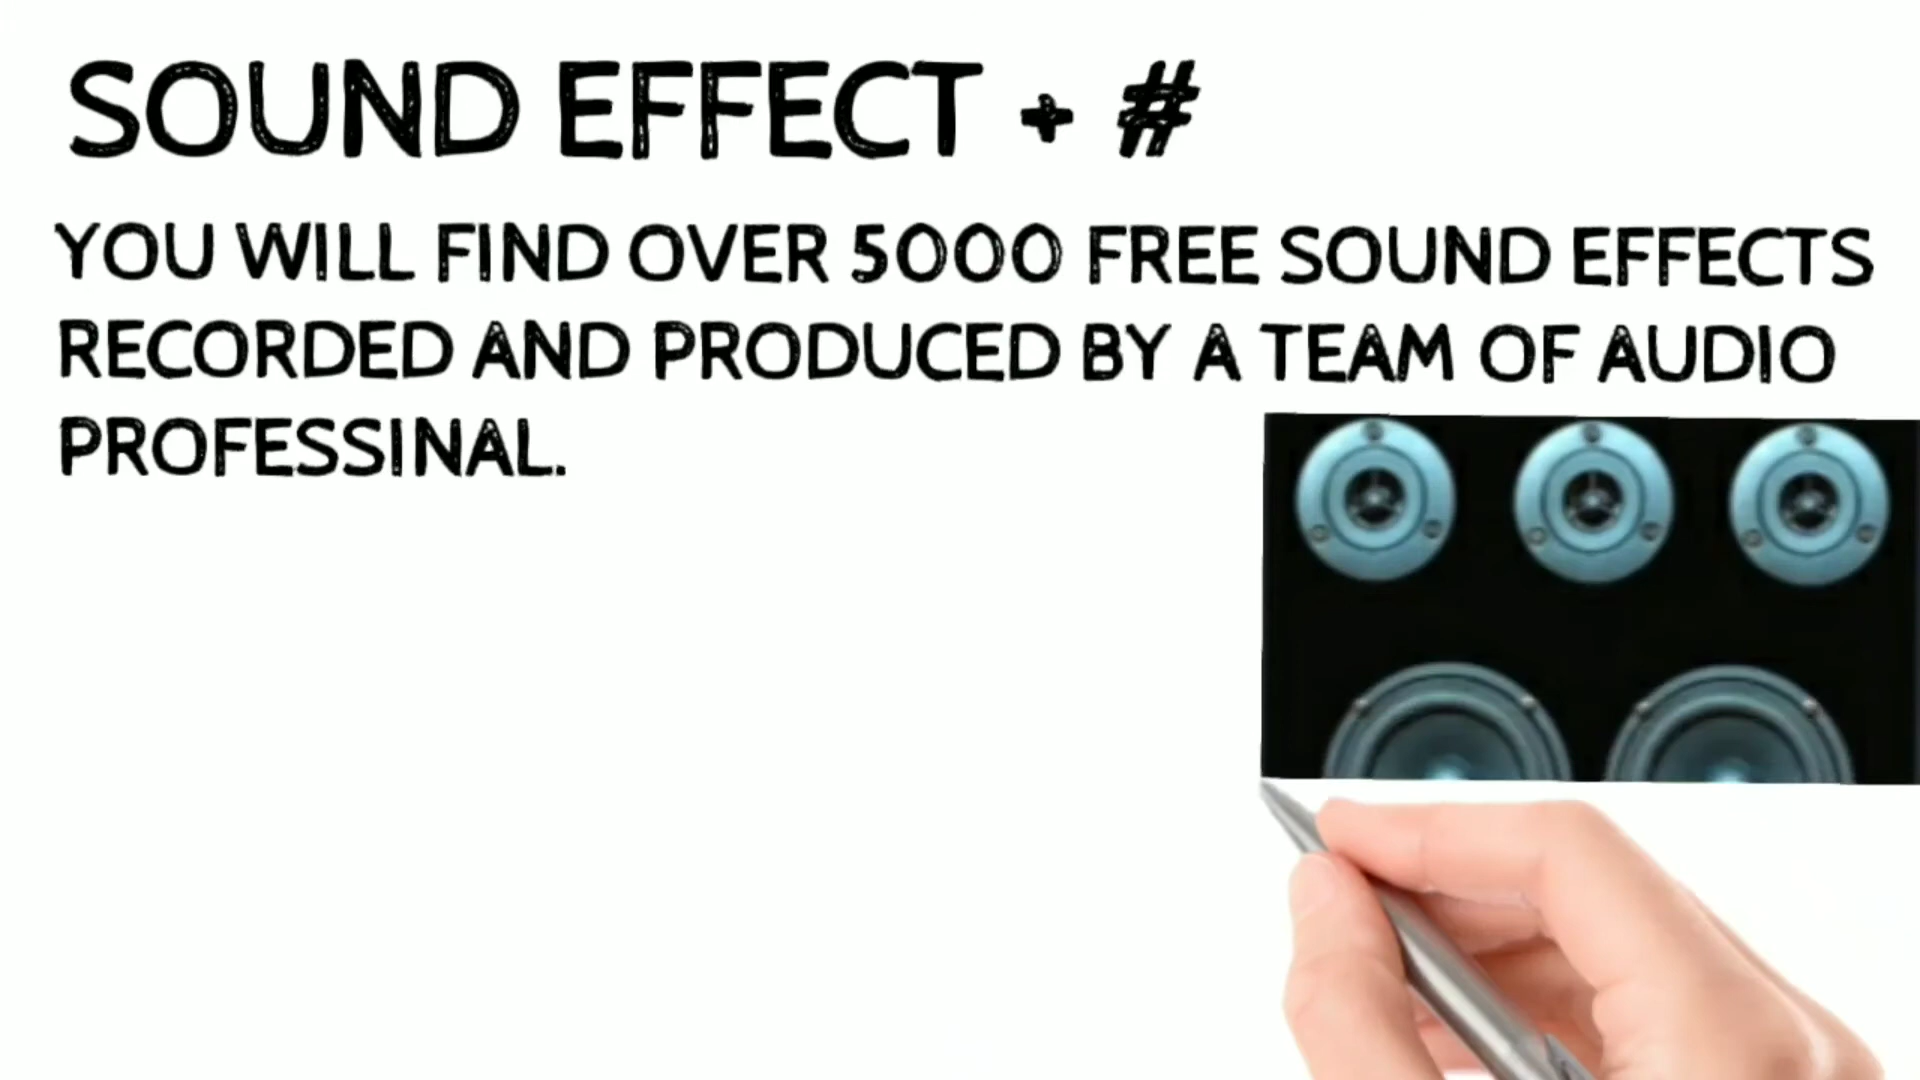 SOUND EFFECT + #
YOU WILL FIND OVER 5000 FREE SOUND EFFECTS
RECORDED AND PRODUCED BY A TEAM OF AUDIO
PROFESSINAL.